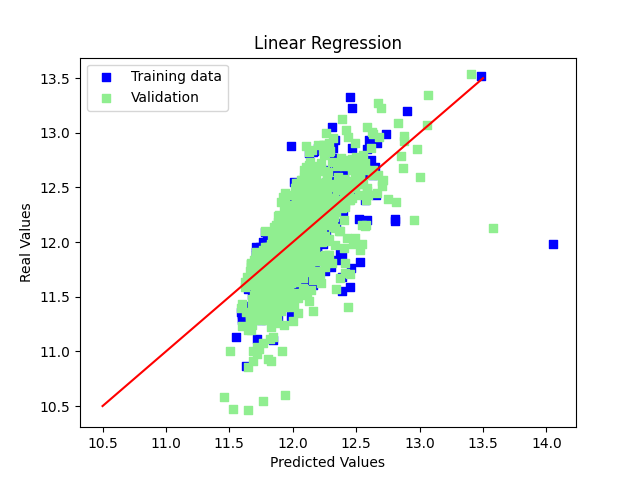 Linear Regression
Training data
Validation
Real Values
13.5
13.0
12.5
12.0
11.5
11.0
10.5
10.5 11.0 11.5 12.0 12.5 13.0 13.5 14.0
Predicted Values